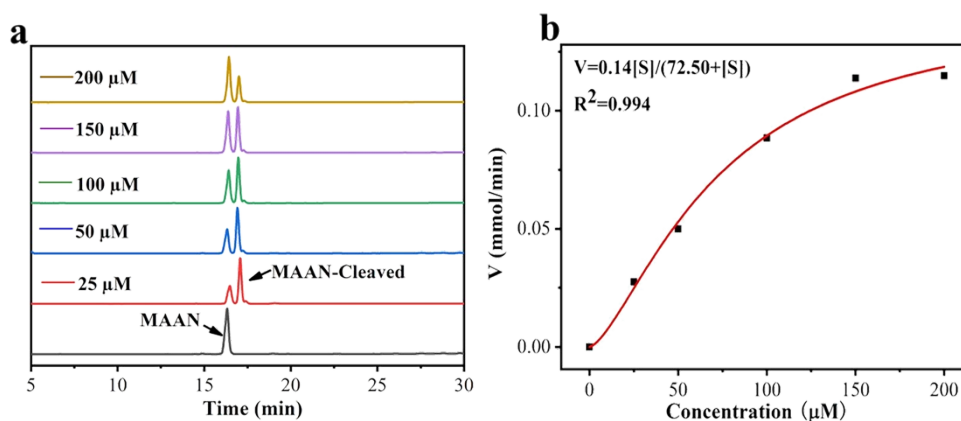 a
200 µM
150 µM
100 µM
50 µM
25 µM
MAAN-Cleaved
MAAN
5 10 15 20 25 30
Time (min)
b
V=0.14|S|/(72.50+|S|)
R²=0.994
0.10
0.05
0.00
V (mmol/min)
0 50 100 150 200
Concentration (µM)